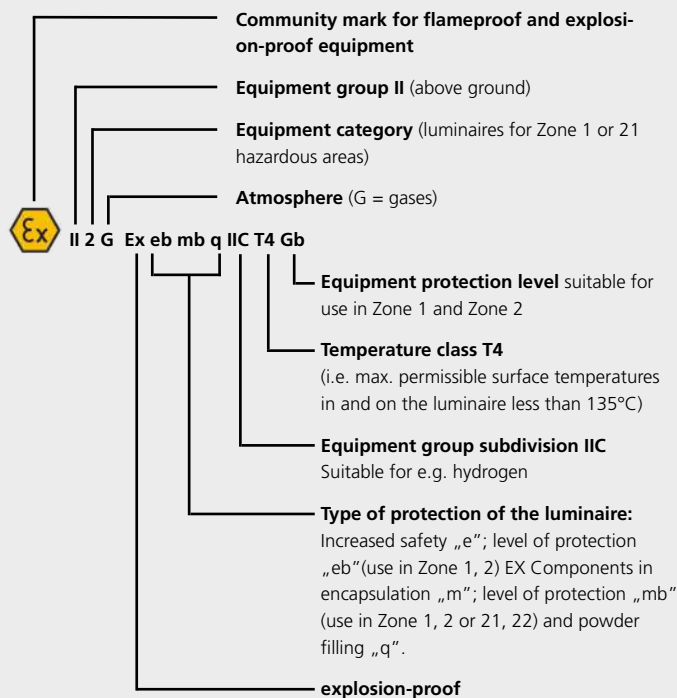 Community mark for flameproof and explosi-
on-proof equipment
Equipment group II (above ground)
Equipment category (luminaires for Zone 1 or 21
hazardous areas)
Atmosphere (G = gases)
Ex II 2 G Ex eb mb q IIC T4 Gb
Equipment protection level suitable for
use in Zone 1 and Zone 2
Temperature class T4
(i.e. max. permissible surface temperatures
in and on the luminaire less than 135°C)
Equipment group subdivision IIC
Suitable for e.g. hydrogen
Type of protection of the luminaire:
Increased safety „e”; level of protection
„eb”(use in Zone 1, 2) EX Components in
encapsulation „m”; level of protection „mb”
(use in Zone 1, 2 or 21, 22) and powder
filling „q”.
explosion-proof